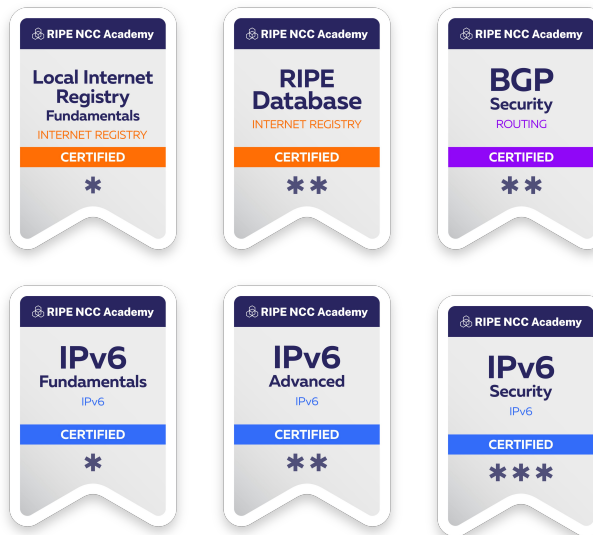 RIPE NCC Academy
Local Internet
Registry
Fundamentals
INTERNET REGISTRY
CERTIFIED
*
RIPE NCC Academy
RIPE
Database
INTERNET REGISTRY
CERTIFIED
**
RIPE NCC Academy
BGP
Security
ROUTING
CERTIFIED
**
RIPE NCC Academy
IPv6
Fundamentals
IPv6
CERTIFIED
*
RIPE NCC Academy
IPv6
Advanced
IPv6
CERTIFIED
**
RIPE NCC Academy
IPv6
Security
IPv6
CERTIFIED
***